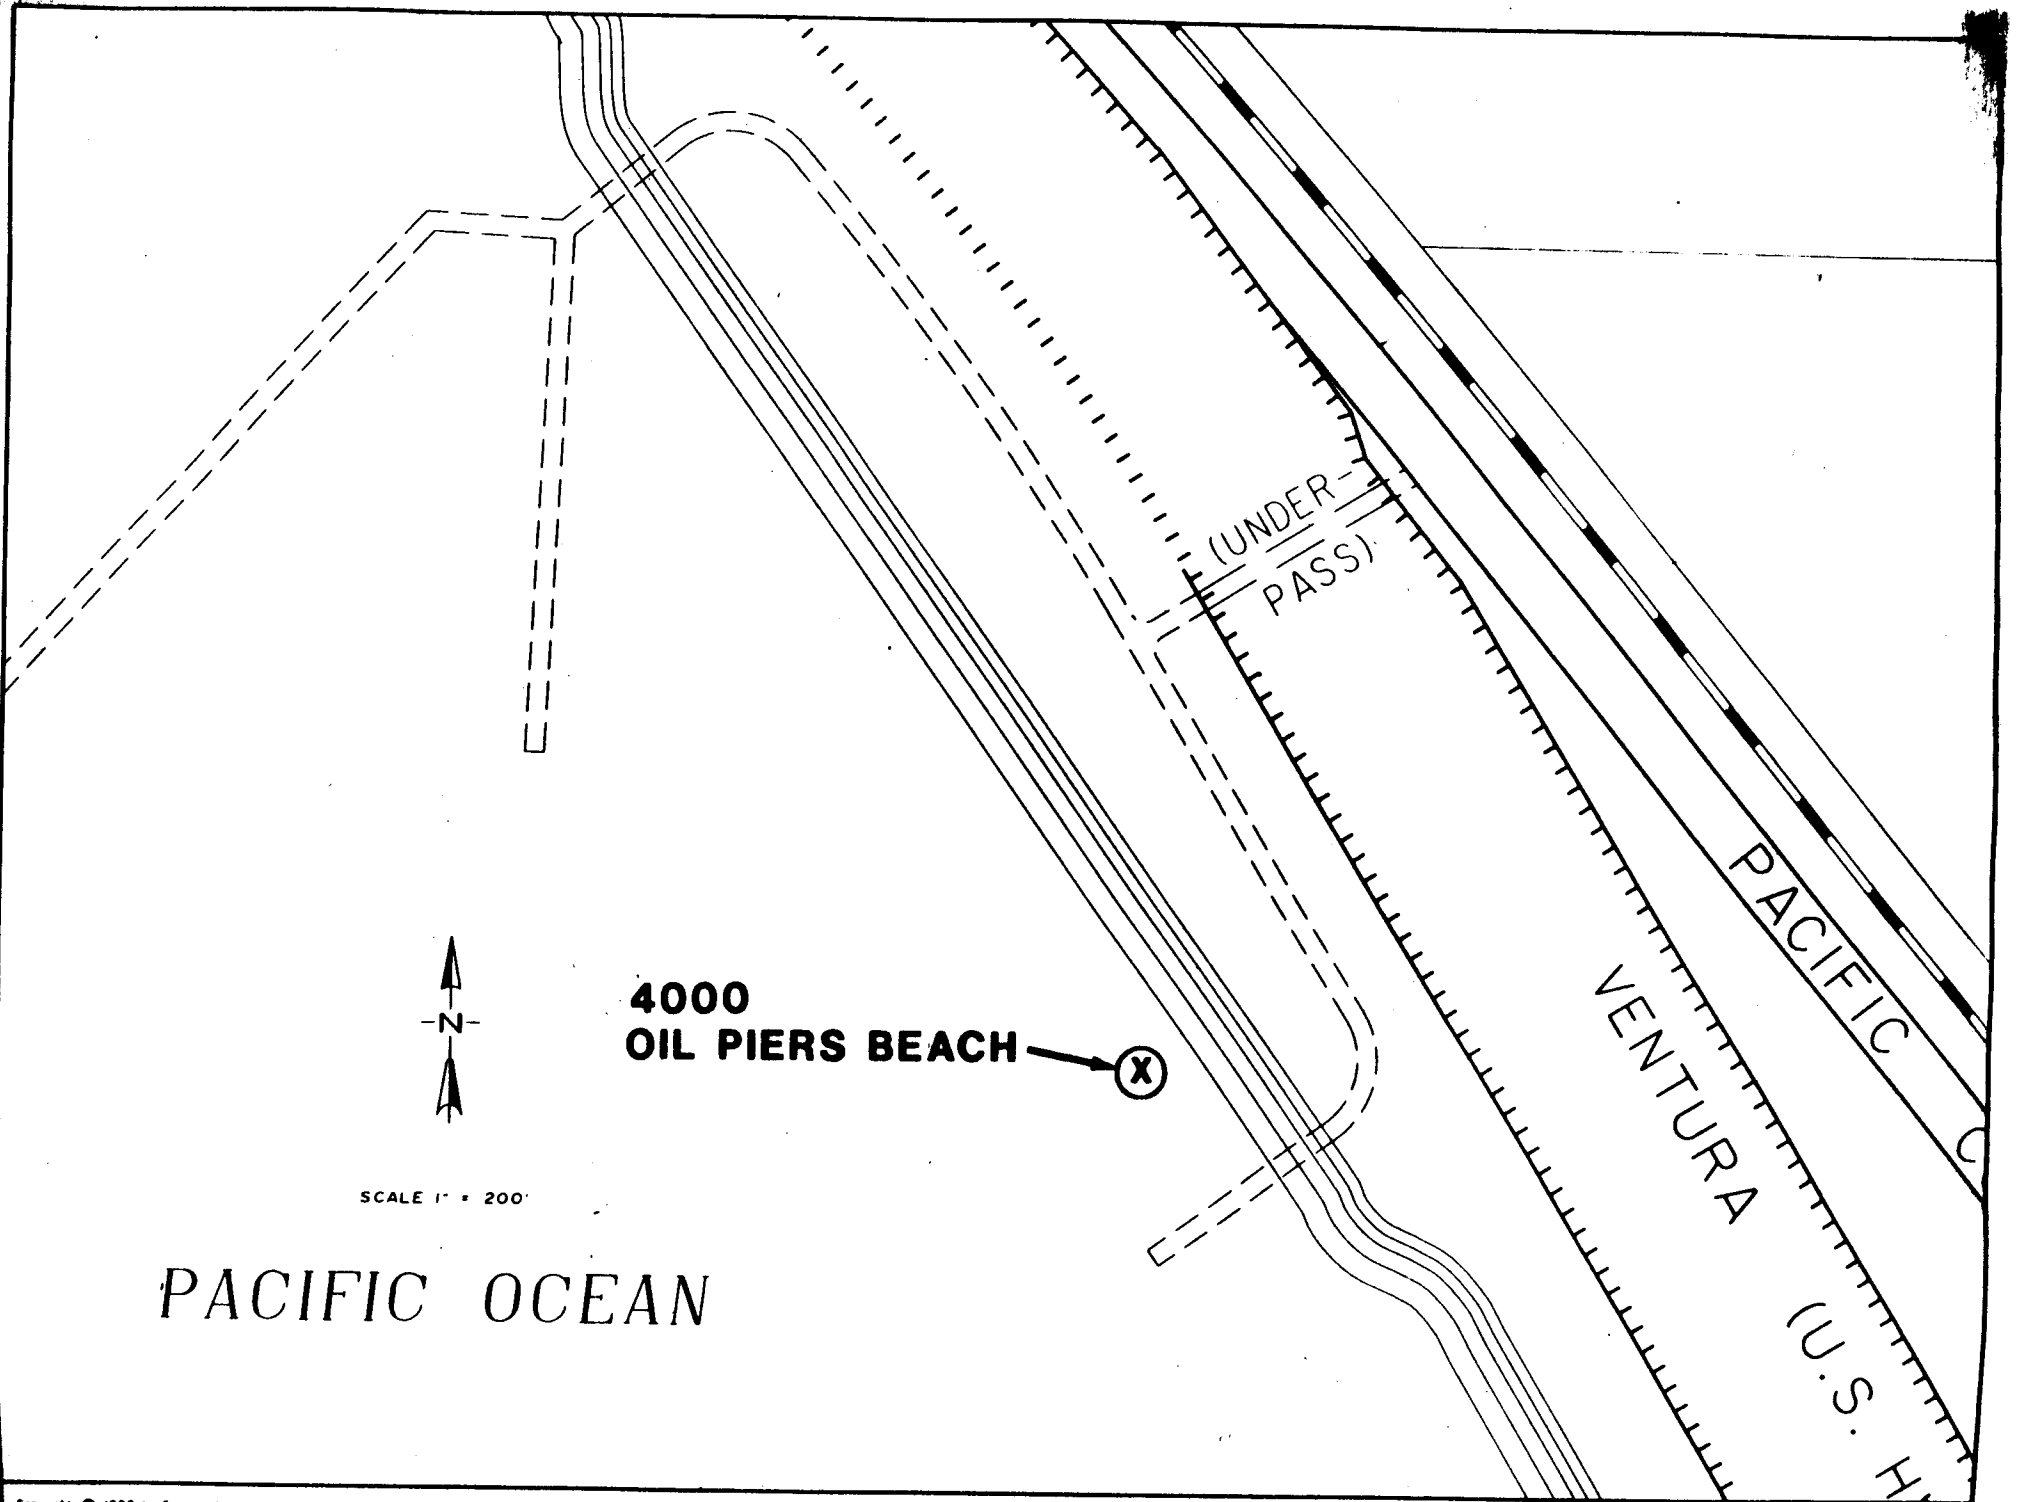 (UNDER-
PASS)
PACIFIC C
VENTURA (U.S. H
-N-
4000
OIL PIERS BEACH
X
SCALE 1" = 200'
PACIFIC OCEAN